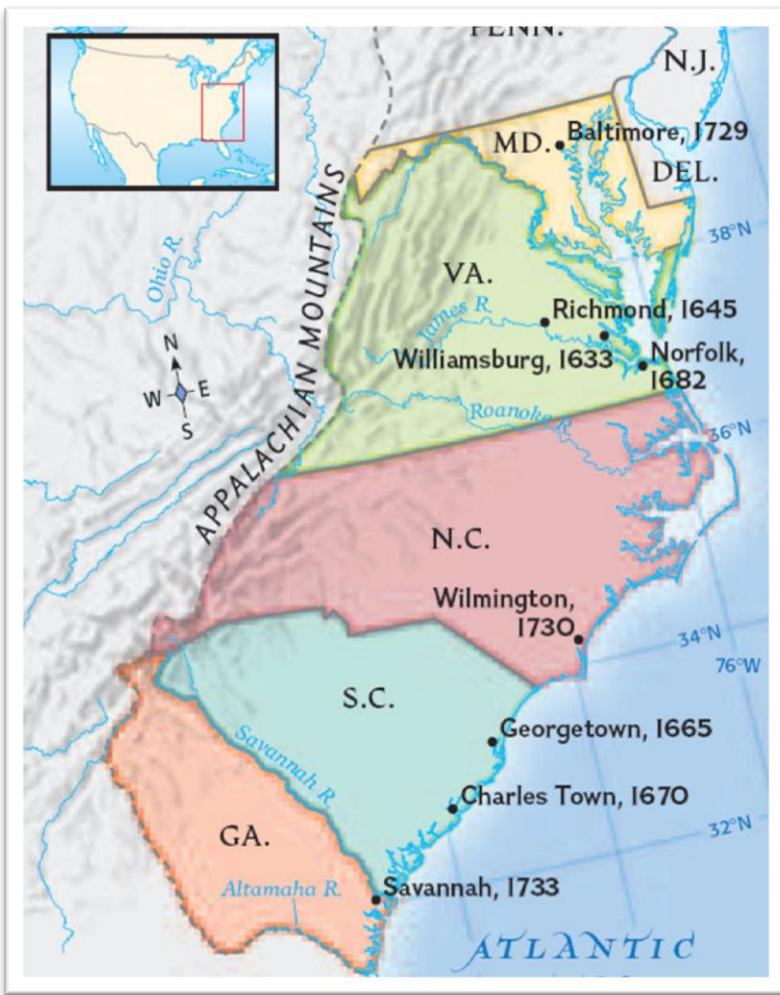 PENN.
N.J.
MD.
Baltimore, 1729
DEL.
38°N
APPALACHIAN MOUNTAINS
Ohio R.
VA.
James R.
Richmond, 1645
Williamsburg, 1633
Norfolk,
1682
N
W
E
S
Roanoke R.
36°N
N.C.
Wilmington,
1730
34°N
76°W
S.C.
Georgetown, 1665
Savannah R.
Charles Town, 1670
32°N
GA.
Altamaha R.
Savannah, 1733
ATLANTIC